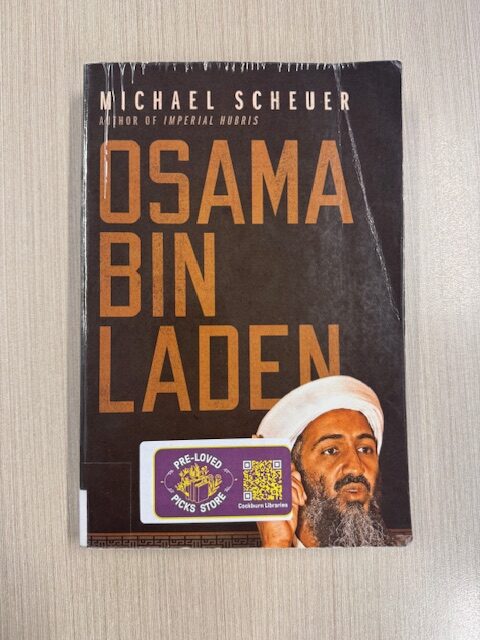 MICHAEL SCHEUER
AUTHOR OF IMPERIAL HUBRIS
OSAMA
BIN
LADEN
PRE-LOVED
PICKS STORE
Cockburn Libraries